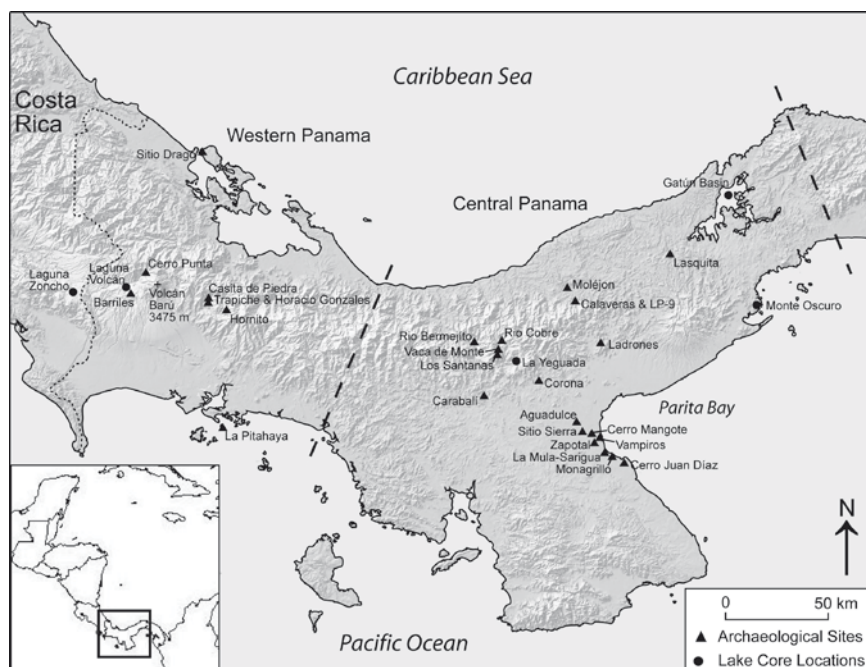 Caribbean Sea
Costa
Rica
Western Panama
Sitio Drago
Central Panama
Gatún Basin
Lasquita
Cerro Punta
Laguna
Zoncho
Laguna
Volcán
Barriles
Volcán
Barú
3475 m
Casita de Piedra
Trapiche & Horacio Gonzales
Hornito
Moléjon
Calaveras & LP-9
Monte Oscuro
Rio Bermejito
Rio Cobre
Vaca de Monte
Los Santanas
La Yeguada
Ladrones
Corona
Carabalí
Parita Bay
Aguadulce
Sitio Sierra
Cerro Mangote
Zapotal
Vampiros
La Mula-Sarigua
Monagrillo
Cerro Juan Díaz
La Pitahaya
Pacific Ocean
N
0 50 km
Archaeological Sites
Lake Core Locations